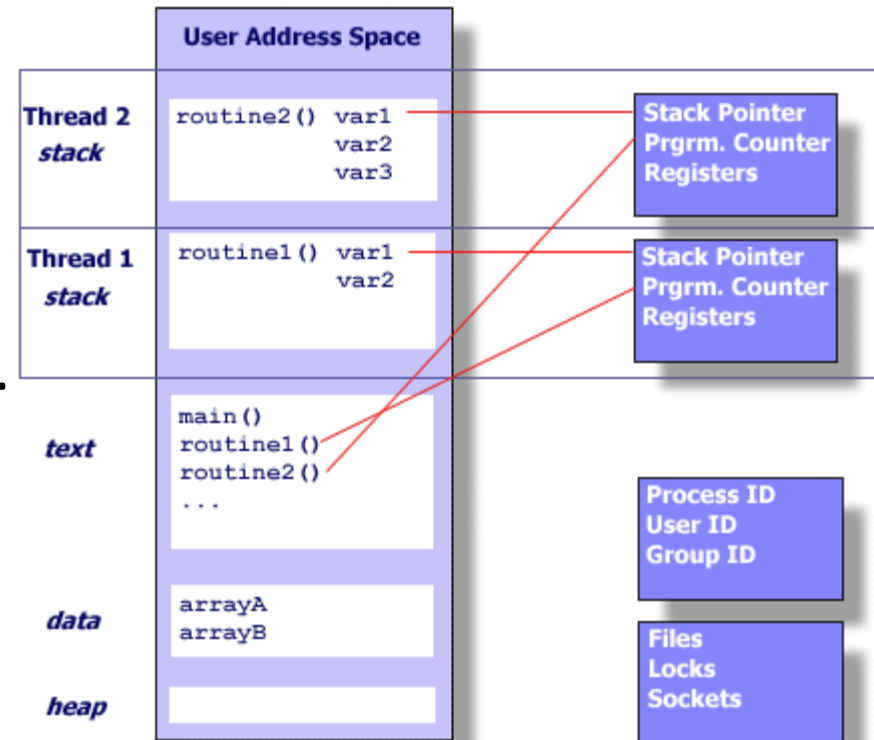 User Address Space
Thread 2
stack
routine2() var1
var2
var3
Stack Pointer
Prgrm. Counter
Registers
Thread 1
stack
routine1() var1
var2
Stack Pointer
Prgrm. Counter
Registers
text
main()
routine1()
routine2()
...
Process ID
User ID
Group ID
data
arrayA
arrayB
Files
Locks
Sockets
heap